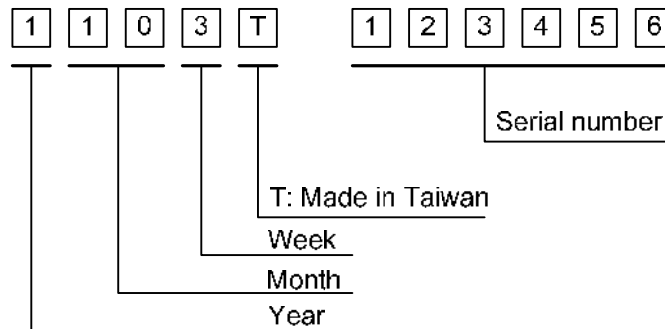 1 1 0 3 T 1 2 3 4 5 6
Serial number
T: Made in Taiwan
Week
Month
Year